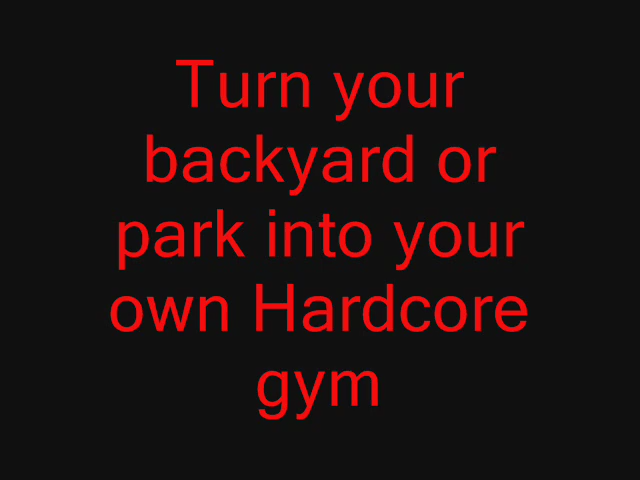 Turn your
backyard or
park into your
own Hardcore
gym